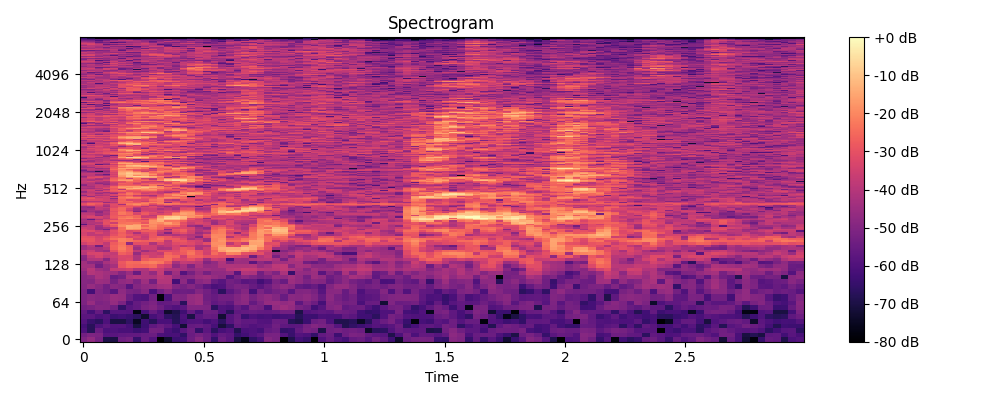 Spectrogram
Hz
4096
2048
1024
512
256
128
64
0
0
0.5
1
1.5
2
2.5
Time
+0 dB
-10 dB
-20 dB
-30 dB
-40 dB
-50 dB
-60 dB
-70 dB
-80 dB